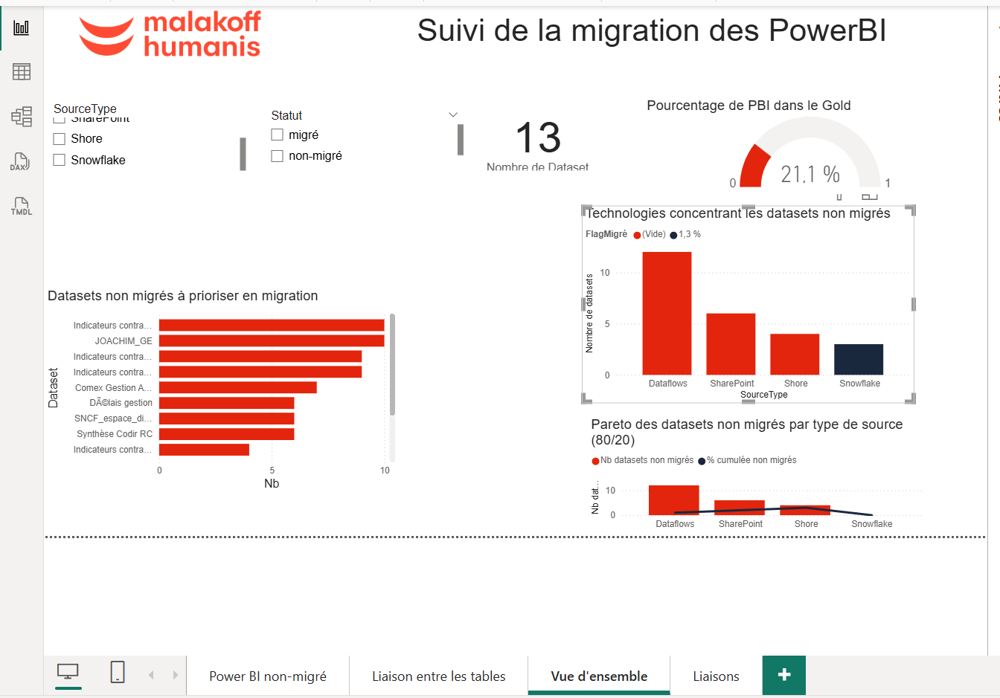 malakoff
humanis
Suivi de la migration des PowerBI
SourceType
SharePoint
Shore
Snowflake
Statut
migré
non-migré
13
Nombre de Dataset
Pourcentage de PBI dans le Gold
0
21,1 %
1
Technologies concentrant les datasets non migrés
FlagMigré (Vide) 1,3 %
Nombre de datasets
10
5
0
Dataflows SharePoint Shore Snowflake
SourceType
Datasets non migrés à prioriser en migration
Dataset
Indicateurs contra...
JOACHIM_GE
Indicateurs contra...
Indicateurs contra...
Comex Gestion A...
DÃ©lais gestion
SNCF_espace_di...
Synthèse Codir RC
Indicateurs contra...
0 5 10
Nb
Pareto des datasets non migrés par type de source
(80/20)
Nb datasets non migrés % cumulée non migrés
Nb dat...
10
0
Dataflows SharePoint Shore Snowflake
DAX
TMDL
Power BI non-migré
Liaison entre les tables
Vue d'ensemble
Liaisons
+